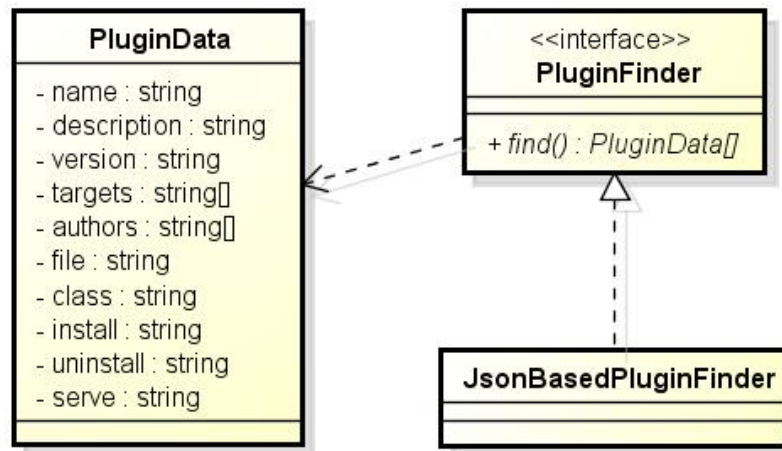 PluginData
- name : string
- description : string
- version : string
- targets : string[]
- authors : string[]
- file : string
- class : string
- install : string
- uninstall : string
- serve : string
<<interface>>
PluginFinder
+ find() : PluginData[]
JsonBasedPluginFinder